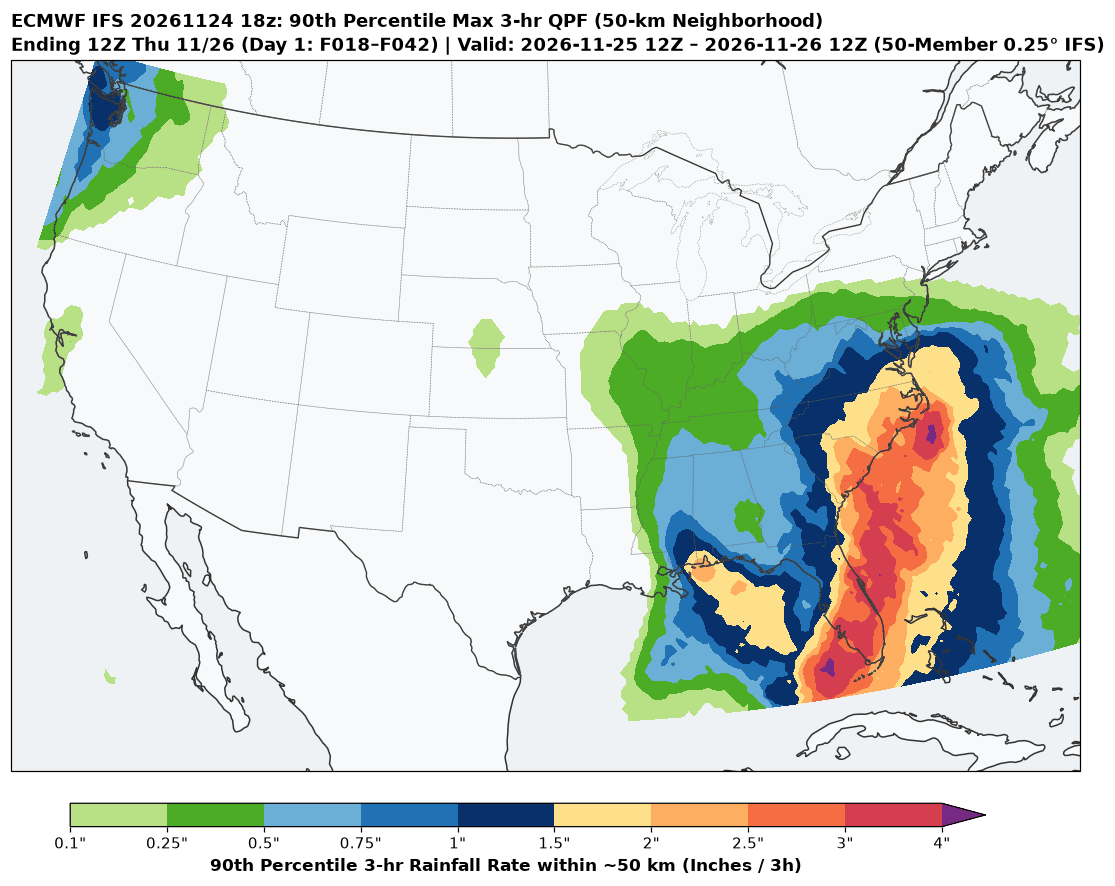 ECMWF IFS 20261124 18z: 90th Percentile Max 3-hr QPF (50-km Neighborhood)
Ending 12Z Thu 11/26 (Day 1: F018–F042) | Valid: 2026-11-25 12Z – 2026-11-26 12Z (50-Member 0.25° IFS)
0.1" 0.25" 0.5" 0.75" 1" 1.5" 2" 2.5" 3" 4"
90th Percentile 3-hr Rainfall Rate within ~50 km (Inches / 3h)